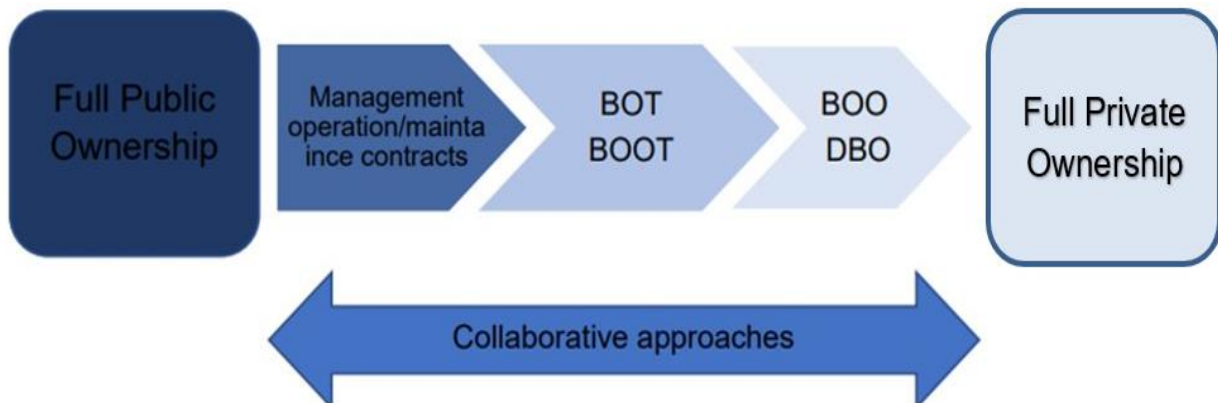 Full Public
Ownership
Management
operation/mainta
ince contracts
BOT
BOOT
BOO
DBO
Full Private
Ownership
Collaborative approaches